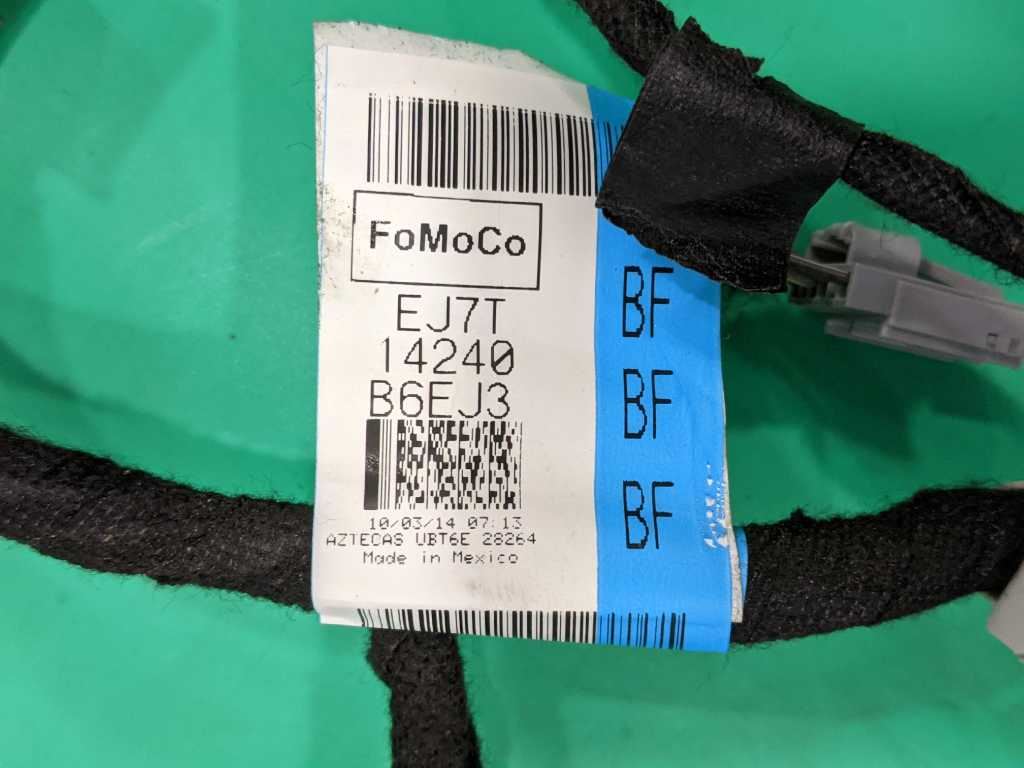 FoMoCo
EJ7T
14240
B6EJ3
10/03/14 07:13
AZTECAS UBT6E 28264
Made in Mexico
BF
BF
BF